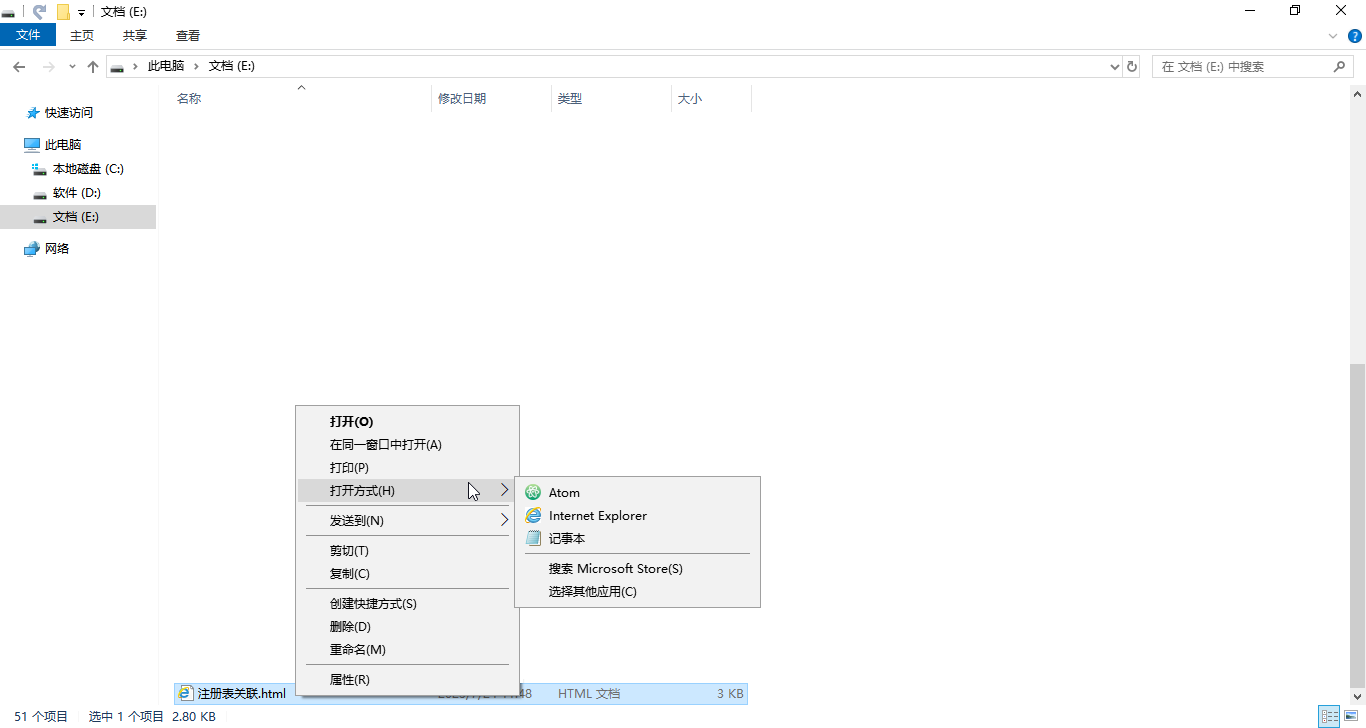 文档 (E:)
文件 主页 共享 查看
此电脑 文档 (E:) 在 文档 (E:) 中搜索
名称 修改日期 类型 大小
快速访问
此电脑
本地磁盘 (C:)
软件 (D:)
文档 (E:)
网络
打开(O)
在同一窗口中打开(A)
打印(P)
打开方式(H)
发送到(N)
剪切(T)
复制(C)
创建快捷方式(S)
删除(D)
重命名(M)
属性(R)
Atom
Internet Explorer
记事本
搜索 Microsoft Store(S)
选择其他应用(C)
注册表关联.html HTML 文档 3 KB
51 个项目 选中 1 个项目 2.80 KB